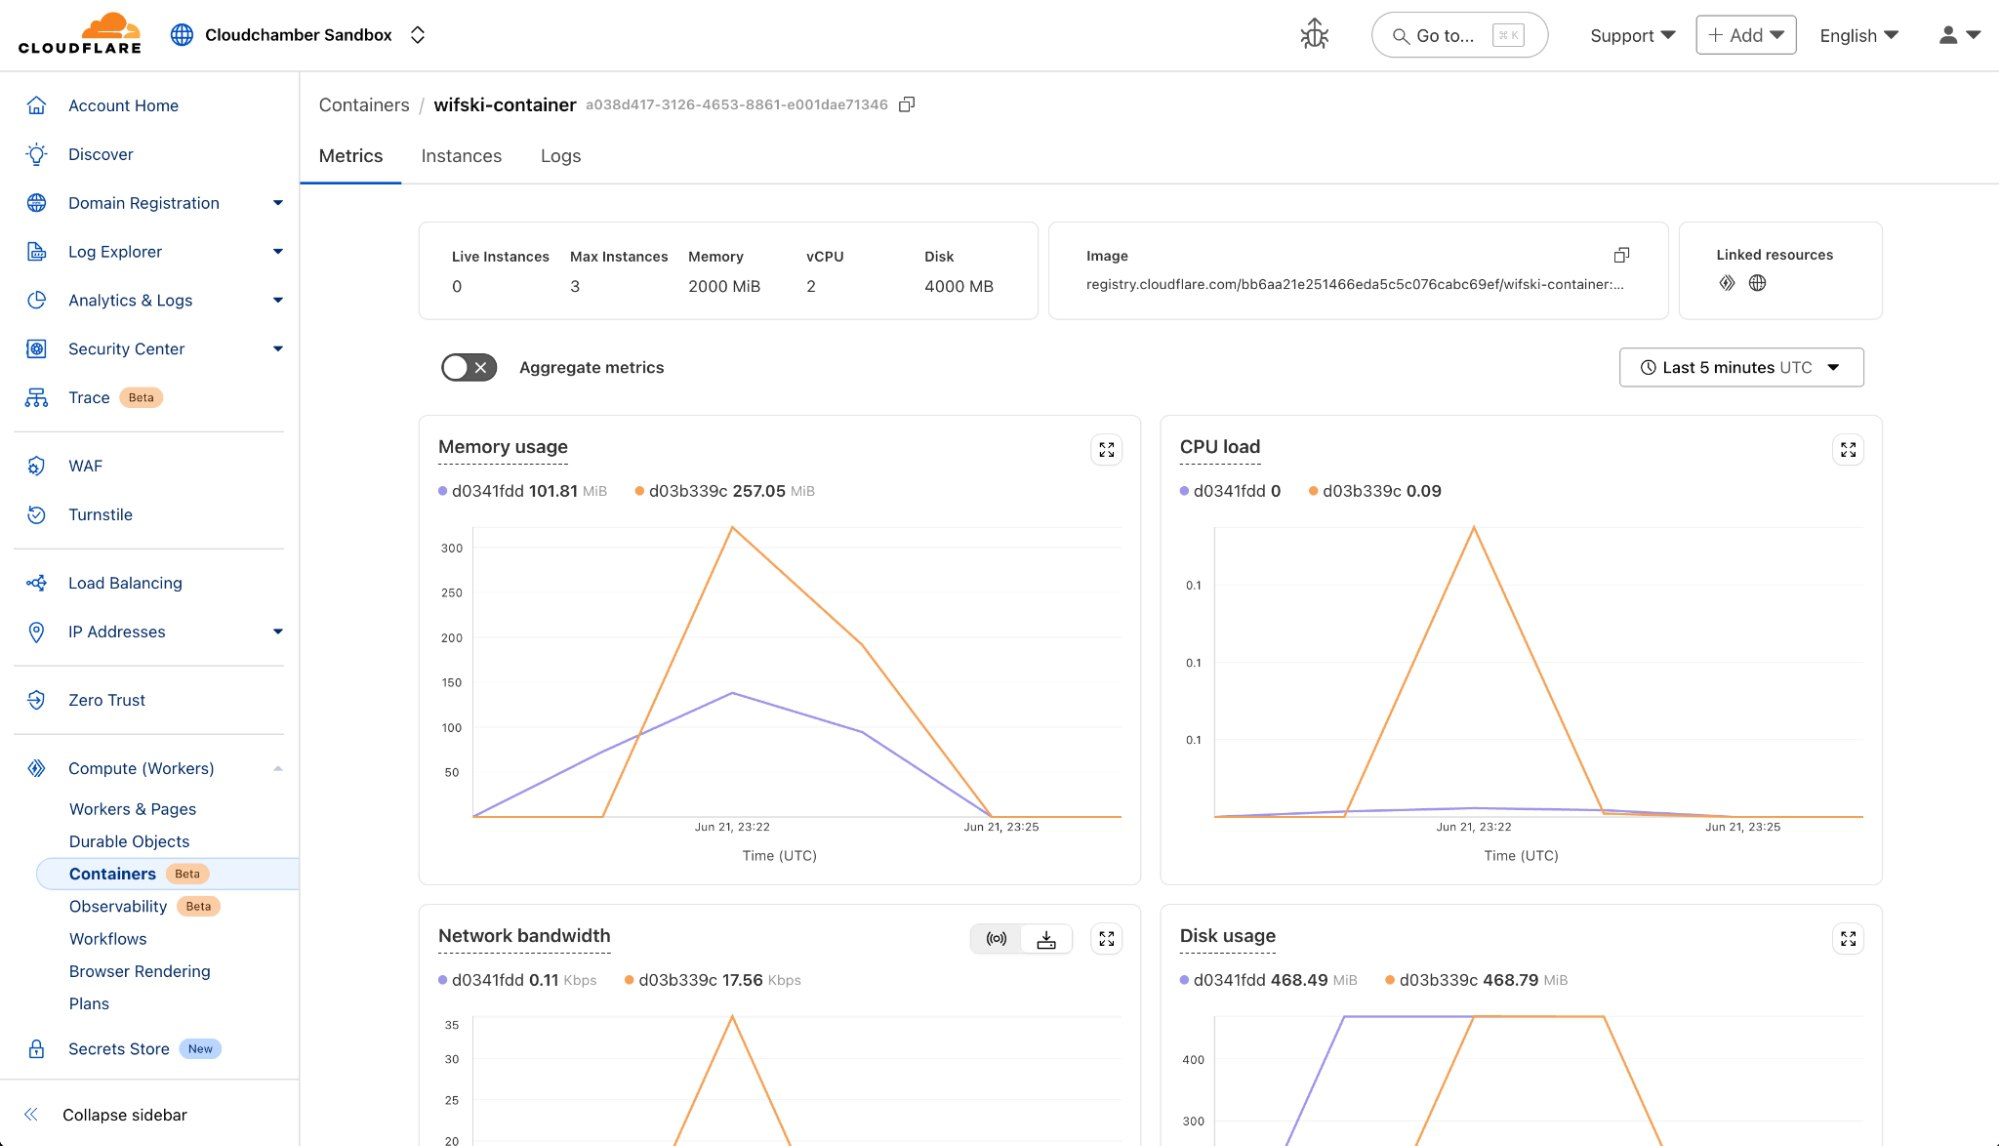 CLOUDFLARE
Cloudchamber Sandbox
Go to...
⌘ K
Support
+ Add
English
Account Home
Discover
Domain Registration
Log Explorer
Analytics & Logs
Security Center
Trace Beta
WAF
Turnstile
Load Balancing
IP Addresses
Zero Trust
Compute (Workers)
Workers & Pages
Durable Objects
Containers Beta
Observability Beta
Workflows
Browser Rendering
Plans
Secrets Store New
Collapse sidebar
Containers / wifski-container a038d417-3126-4653-8861-e001dae71346
Metrics Instances Logs
Live Instances Max Instances Memory vCPU Disk
0 3 2000 MiB 2 4000 MB
Image
registry.cloudflare.com/bb6aa21e251466eda5c5c076cabc69ef/wifski-container:...
Linked resources
Aggregate metrics
Last 5 minutes UTC
Memory usage
d0341fdd 101.81 MiB d03b339c 257.05 MiB
300
250
200
150
100
50
Jun 21, 23:22 Jun 21, 23:25
Time (UTC)
CPU load
d0341fdd 0 d03b339c 0.09
0.1
0.1
0.1
Jun 21, 23:22 Jun 21, 23:25
Time (UTC)
Network bandwidth
d0341fdd 0.11 Kbps d03b339c 17.56 Kbps
35
30
25
20
Disk usage
d0341fdd 468.49 MiB d03b339c 468.79 MiB
400
300